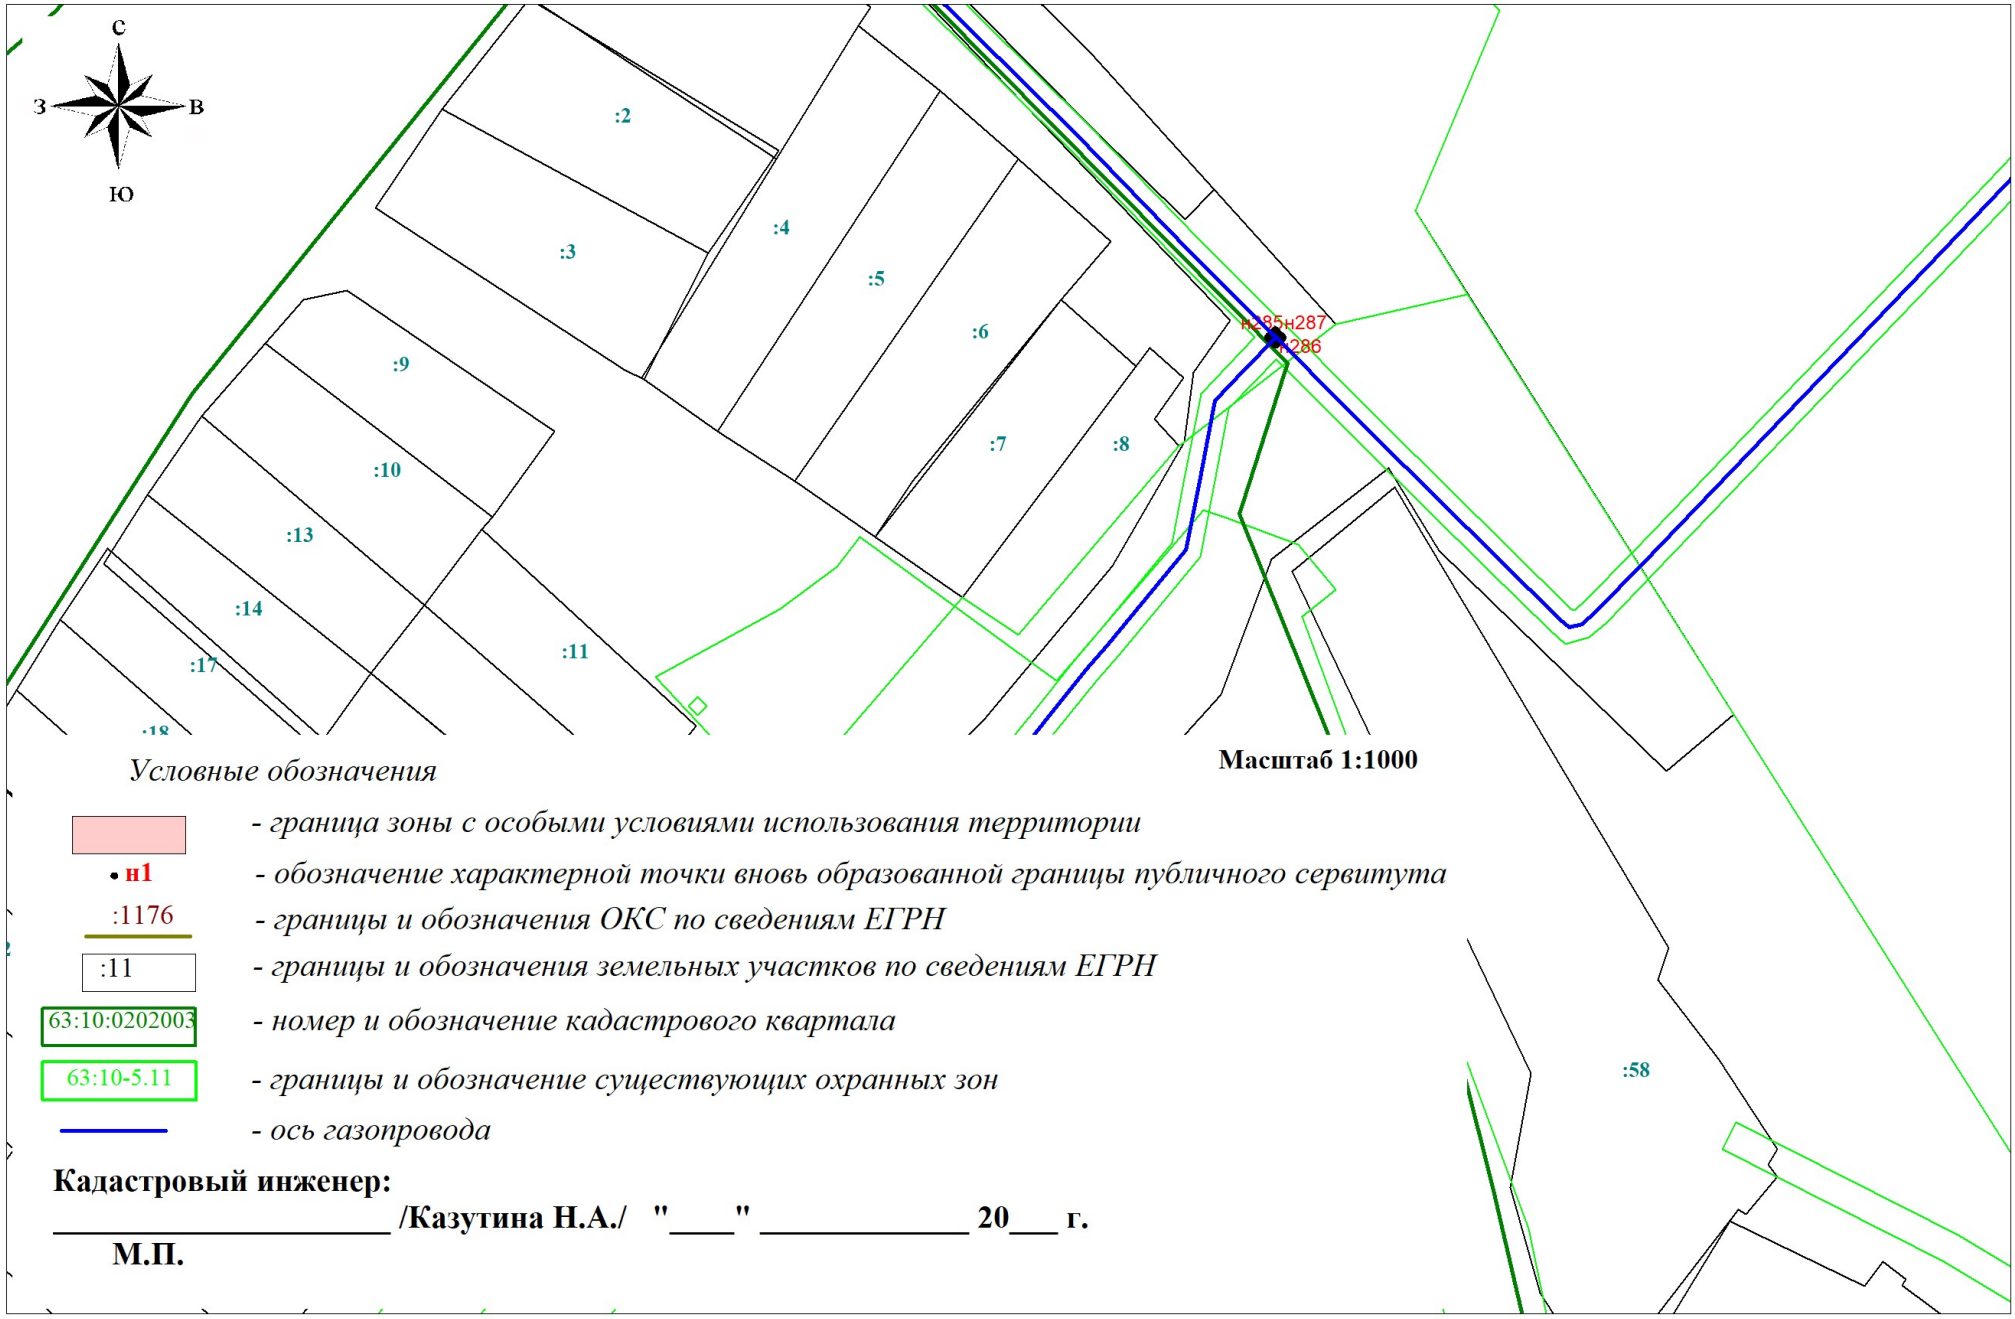 С
З
В
Ю
:2
:3
:4
:5
:6
н285н287
н286
:9
:7
:8
:10
:13
:14
:11
:17
:18
Масштаб 1:1000
Условные обозначения
- граница зоны с особыми условиями использования территории
н1 - обозначение характерной точки вновь образованной границы публичного сервитута
:1176 - границы и обозначения ОКС по сведениям ЕГРН
:11 - границы и обозначения земельных участков по сведениям ЕГРН
63:10:0202003 - номер и обозначение кадастрового квартала
63:10-5.11 - границы и обозначение существующих охранных зон
- ось газопровода
:58
Кадастровый инженер:
_____________________ /Казутина Н.А./ "____" _____________ 20___ г.
М.П.